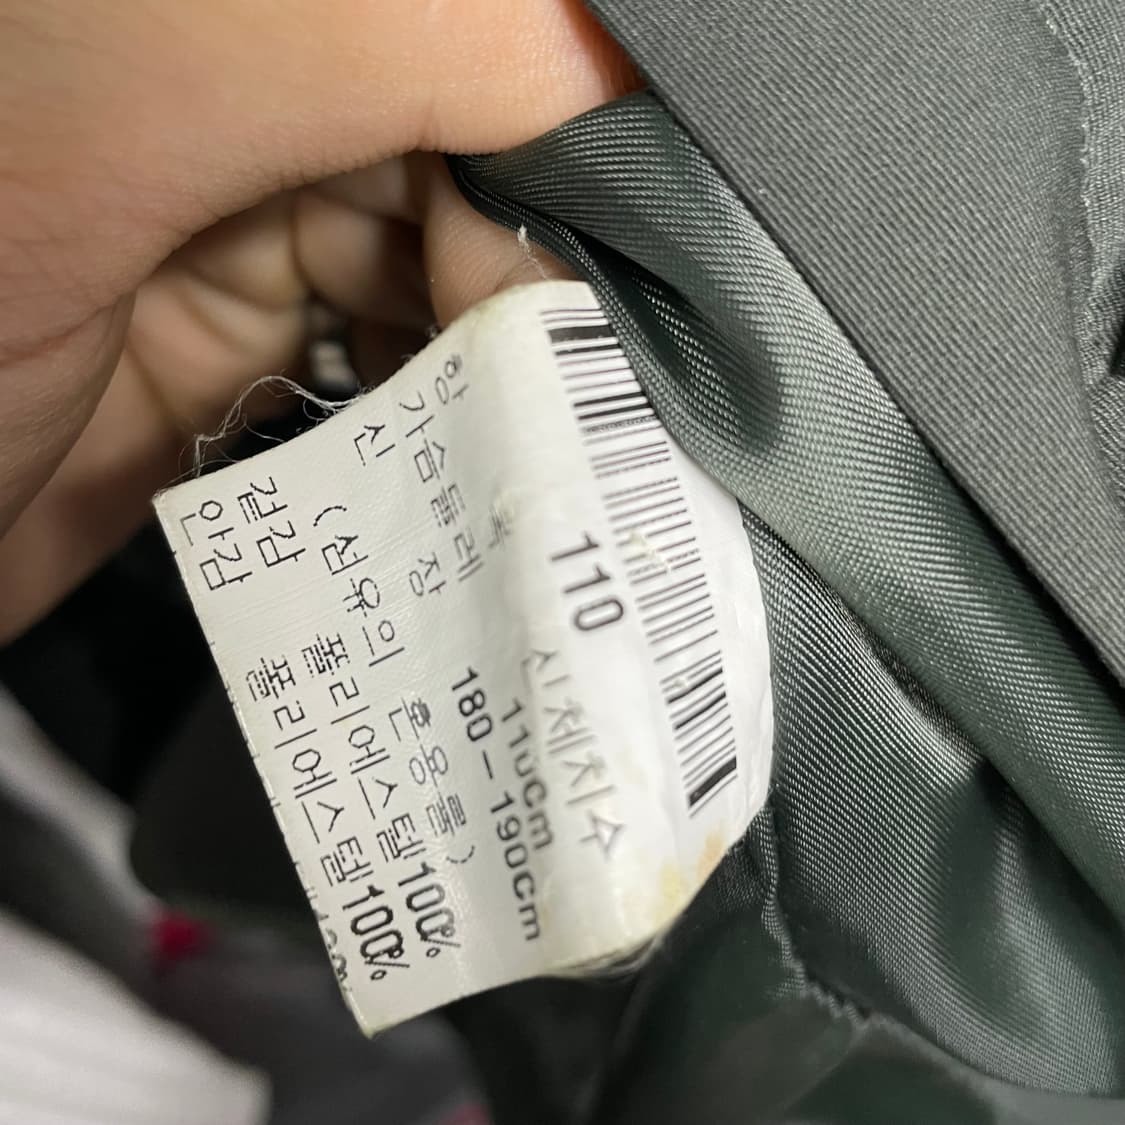 110
항 목 신체치수
가슴둘레 110cm
신 장 180-190cm
(섬유의 혼용률)
겉감 폴리에스텔100%
안감 폴리에스텔100%